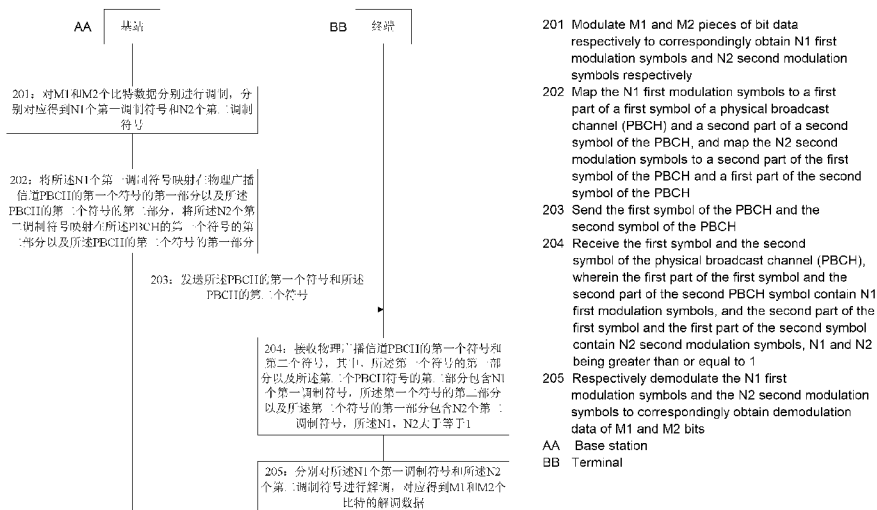 AA 基站
BB 终端
201：对M1和M2个比特数据分别进行调制，分
别对应得到N1个第一调制符号和N2个第二调制
符号
202：将所述N1个第一调制符号映射在物理广播
信道PBCH的第一个符号的第一部分以及所述
PBCH的第二个符号的第二部分，将所述N2个第
二调制符号映射在所述PBCH的第一个符号的第
二部分以及所述PBCH的第二个符号的第一部分
203：发送所述PBCH的第一个符号和所述
PBCH的第二个符号
204：接收物理广播信道PBCH的第一个符号和
第二个符号，其中，所述第一个符号的第一部
分以及所述第二个PBCH符号的第二部分包含N1
个第一调制符号，所述第一个符号的第二部分
以及所述第二个符号的第一部分包含N2个第二
调制符号，所述N1，N2大于等于1
205：分别对所述N1个第一调制符号和所述N2
个第二调制符号进行解调，对应得到M1和M2个
比特的解调数据
201 Modulate M1 and M2 pieces of bit data
respectively to correspondingly obtain N1 first
modulation symbols and N2 second modulation
symbols respectively
202 Map the N1 first modulation symbols to a first
part of a first symbol of a physical broadcast
channel (PBCH) and a second part of a second
symbol of the PBCH, and map the N2 second
modulation symbols to a second part of the first
symbol of the PBCH and a first part of the second
symbol of the PBCH
203 Send the first symbol of the PBCH and the
second symbol of the PBCH
204 Receive the first symbol and the second
symbol of the physical broadcast channel (PBCH),
wherein the first part of the first symbol and the
second part of the second PBCH symbol contain N1
first modulation symbols, and the second part of the
first symbol and the first part of the second symbol
contain N2 second modulation symbols, N1 and N2
being greater than or equal to 1
205 Respectively demodulate the N1 first
modulation symbols and the N2 second modulation
symbols to correspondingly obtain demodulation
data of M1 and M2 bits
AA Base station
BB Terminal